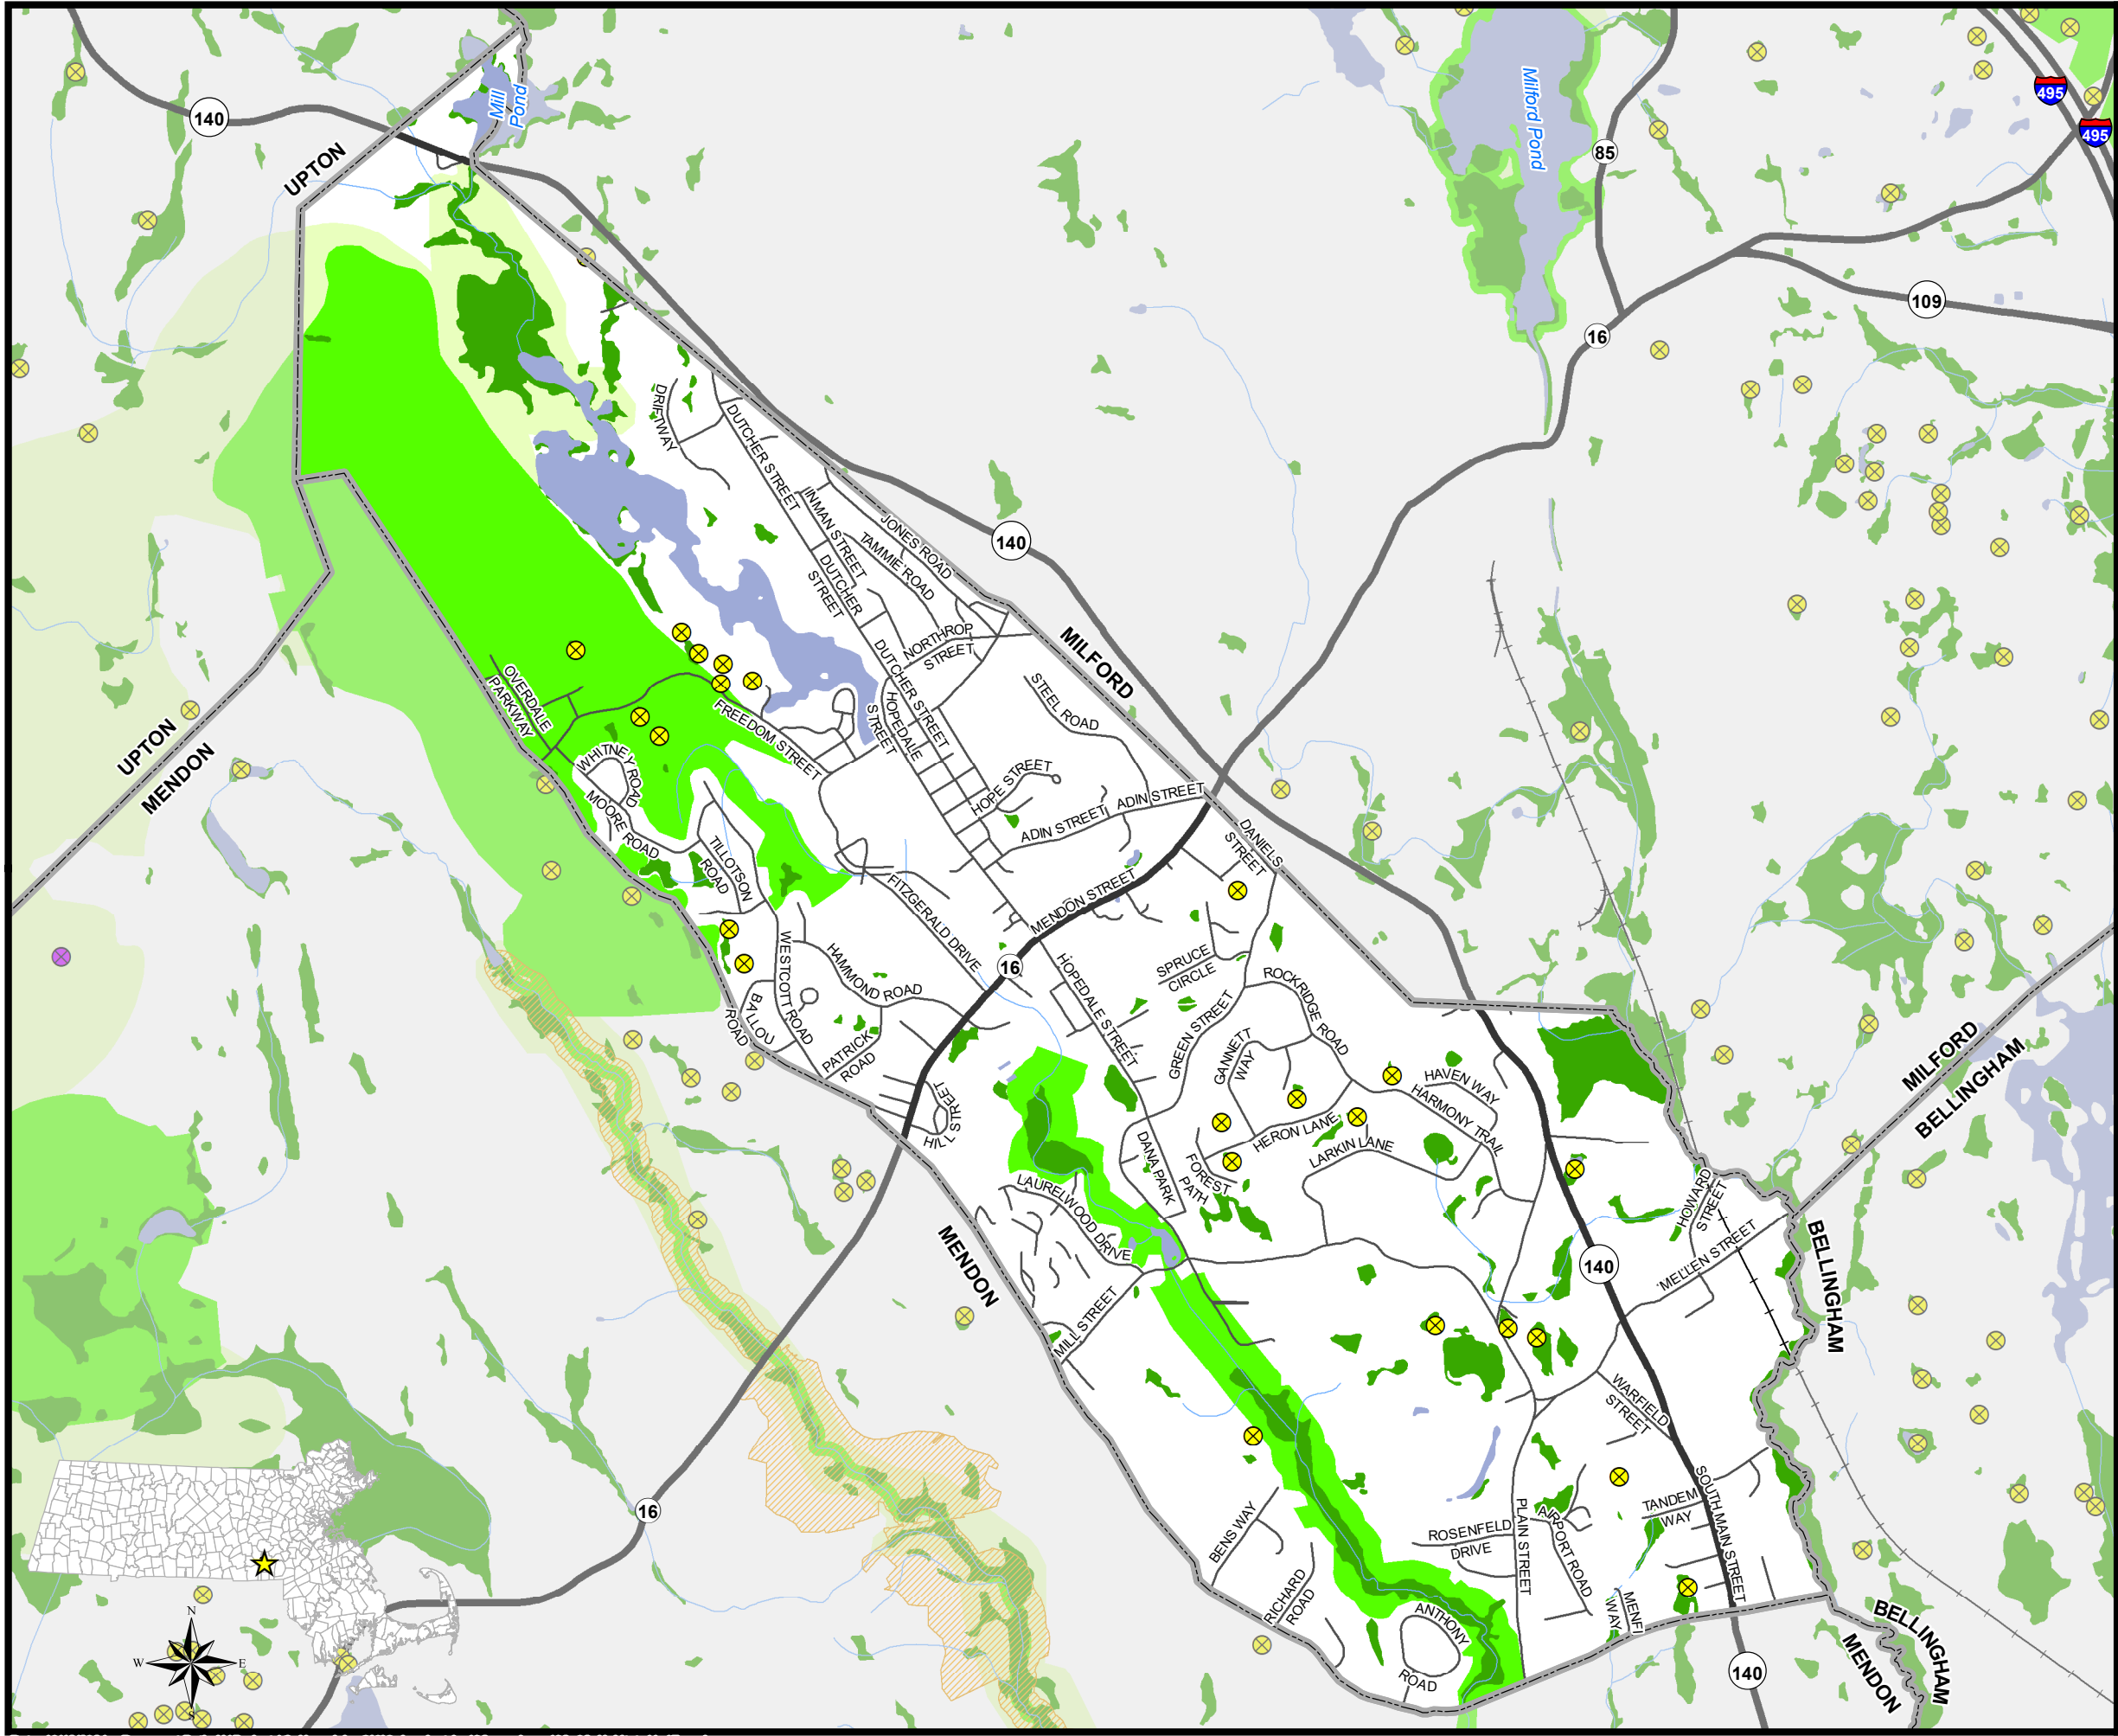 Mill
Pond
140
UPTON
Milford Pond
85
495
495
109
16
DRIFTWAY
DUTCHER STREET
INMAN STREET
JONES ROAD
TAMMIE ROAD
140
DUTCHER
STREET
NORTHROP
STREET
MILFORD
DUTCHER STREET
HOPEDALE
STREET
STEEL ROAD
OVERDALE
PARKWAY
FREEDOM STREET
UPTON
MENDON
WHITNEY ROAD
MOORE ROAD
HOPE STREET
ADIN STREET
ADIN STREET
DANIELS
STREET
TILLOTSON
ROAD
FITZGERALD DRIVE
MENDON STREET
WESTCOTT ROAD
HAMMOND ROAD
16
HOPEDALE STREET
SPRUCE
CIRCLE
ROCKRIDGE ROAD
BALLOU
ROAD
PATRICK
ROAD
GREEN STREET
GANNETT
WAY
HAVEN WAY
HARMONY TRAIL
MILFORD
BELLINGHAM
HILL STREET
HERON LANE
LARKIN LANE
DANA PARK
FOREST
PATH
LAURELWOOD DRIVE
HOWARD
STREET
MELLEN STREET
MENDON
140
BELLINGHAM
MILL STREET
WARFIELD
STREET
16
BENS WAY
ROSENFELD
DRIVE
PLAIN STREET
AIRPORT ROAD
TANDEM
WAY
SOUTH MAIN STREET
RICHARD
ROAD
ANTHONY
ROAD
MENFI
WAY
140
BELLINGHAM
MENDON
N
W
E
S